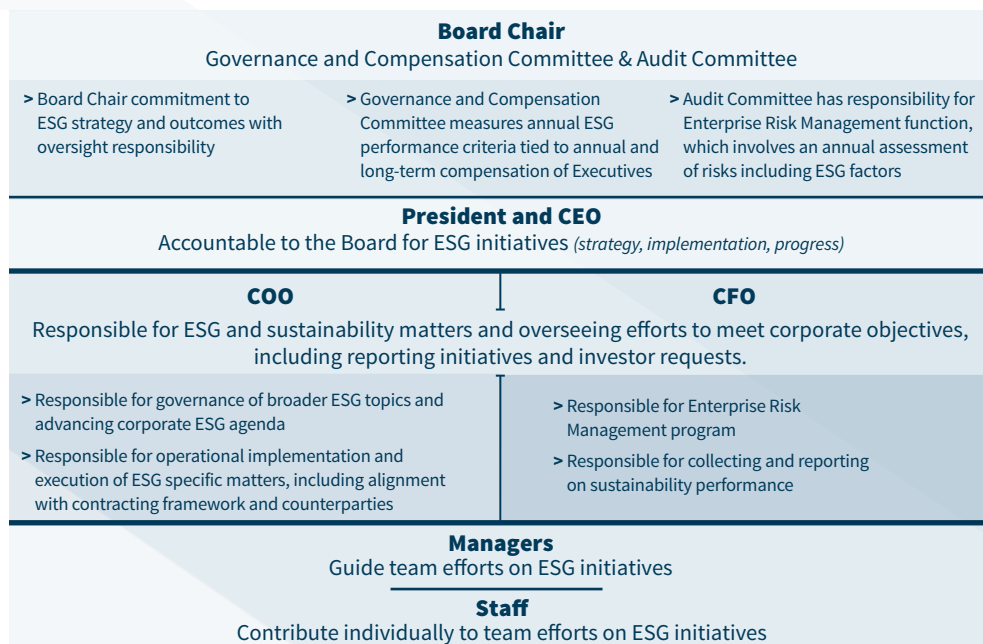 Board Chair
Governance and Compensation Committee & Audit Committee
> Board Chair commitment to
ESG strategy and outcomes with
oversight responsibility
> Governance and Compensation
Committee measures annual ESG
performance criteria tied to annual and
long-term compensation of Executives
> Audit Committee has responsibility for
Enterprise Risk Management function,
which involves an annual assessment
of risks including ESG factors
President and CEO
Accountable to the Board for ESG initiatives (strategy, implementation, progress)
COO
CFO
Responsible for ESG and sustainability matters and overseeing efforts to meet corporate objectives,
including reporting initiatives and investor requests.
> Responsible for governance of broader ESG topics and
advancing corporate ESG agenda
> Responsible for operational implementation and
execution of ESG specific matters, including alignment
with contracting framework and counterparties
> Responsible for Enterprise Risk
Management program
> Responsible for collecting and reporting
on sustainability performance
Managers
Guide team efforts on ESG initiatives
Staff
Contribute individually to team efforts on ESG initiatives